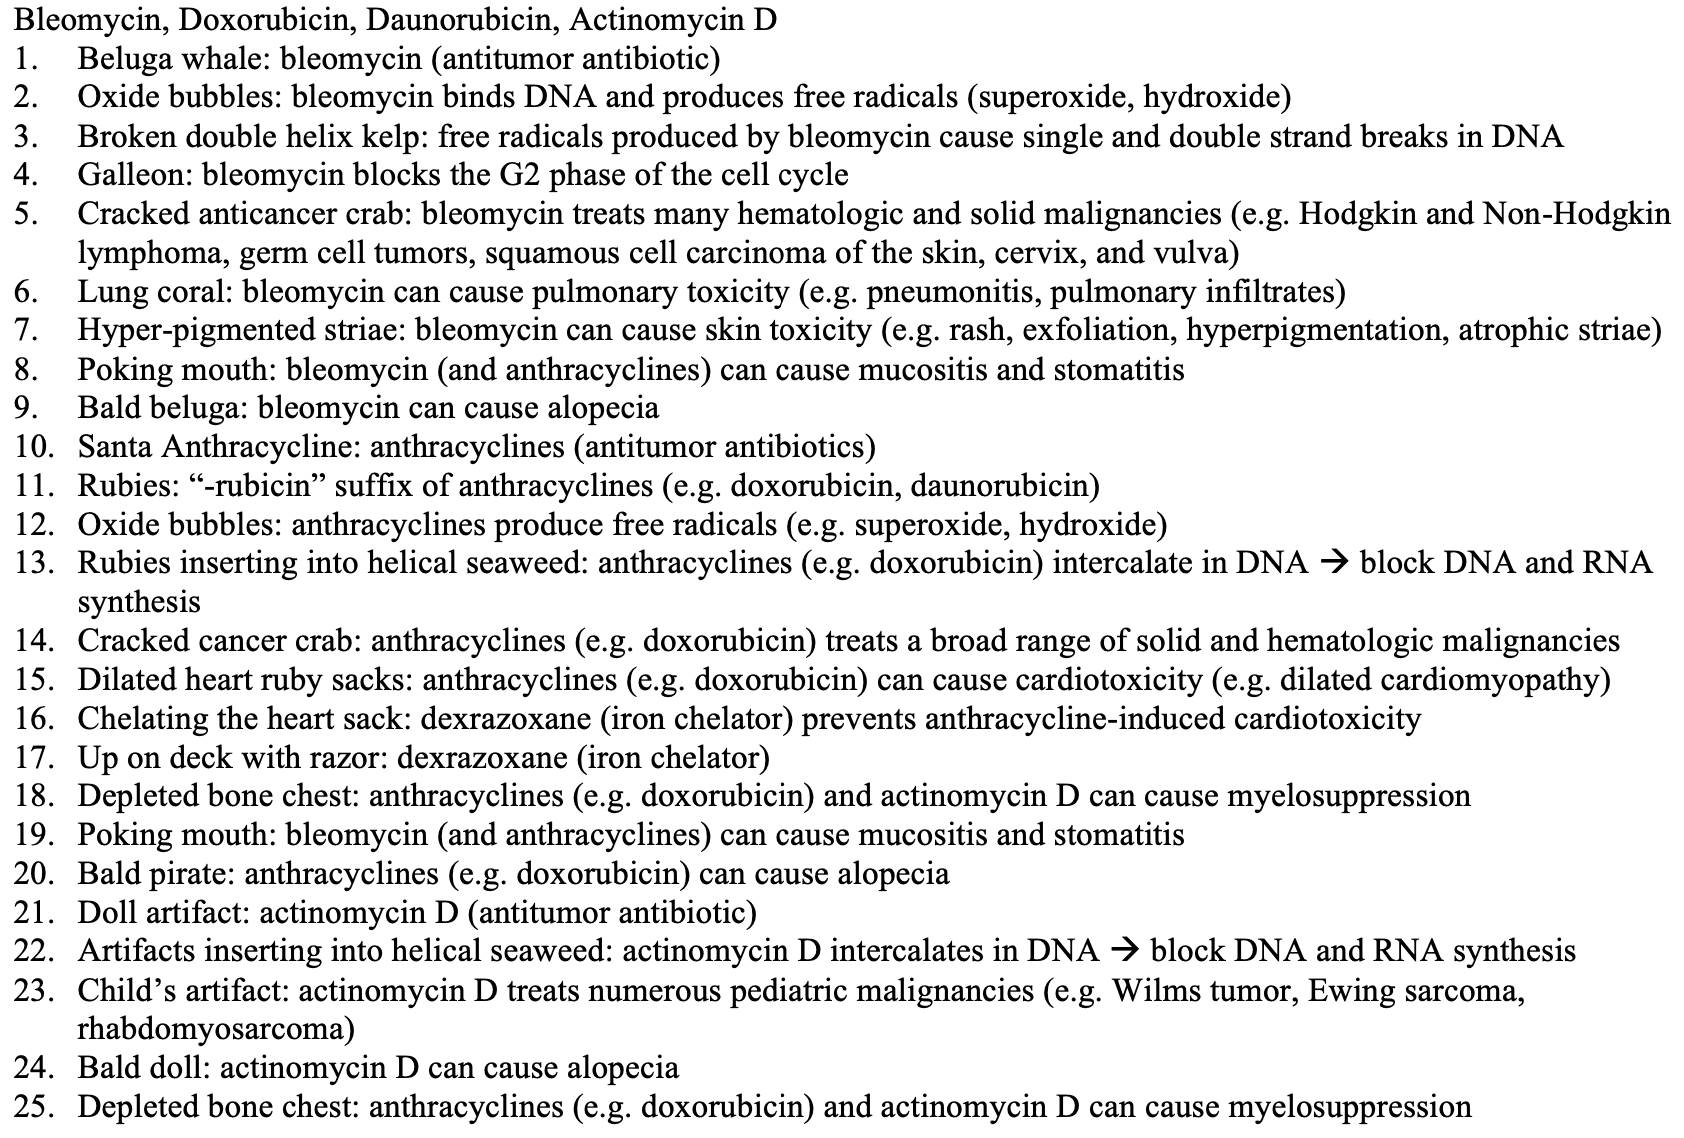 Bleomycin, Doxorubicin, Daunorubicin, Actinomycin D
1. Beluga whale: bleomycin (antitumor antibiotic)
2. Oxide bubbles: bleomycin binds DNA and produces free radicals (superoxide, hydroxide)
3. Broken double helix kelp: free radicals produced by bleomycin cause single and double strand breaks in DNA
4. Galleon: bleomycin blocks the G2 phase of the cell cycle
5. Cracked anticancer crab: bleomycin treats many hematologic and solid malignancies (e.g. Hodgkin and Non-Hodgkin
lymphoma, germ cell tumors, squamous cell carcinoma of the skin, cervix, and vulva)
6. Lung coral: bleomycin can cause pulmonary toxicity (e.g. pneumonitis, pulmonary infiltrates)
7. Hyper-pigmented striae: bleomycin can cause skin toxicity (e.g. rash, exfoliation, hyperpigmentation, atrophic striae)
8. Poking mouth: bleomycin (and anthracyclines) can cause mucositis and stomatitis
9. Bald beluga: bleomycin can cause alopecia
10. Santa Anthracycline: anthracyclines (antitumor antibiotics)
11. Rubies: “-rubicin” suffix of anthracyclines (e.g. doxorubicin, daunorubicin)
12. Oxide bubbles: anthracyclines produce free radicals (e.g. superoxide, hydroxide)
13. Rubies inserting into helical seaweed: anthracyclines (e.g. doxorubicin) intercalate in DNA → block DNA and RNA
synthesis
14. Cracked cancer crab: anthracyclines (e.g. doxorubicin) treats a broad range of solid and hematologic malignancies
15. Dilated heart ruby sacks: anthracyclines (e.g. doxorubicin) can cause cardiotoxicity (e.g. dilated cardiomyopathy)
16. Chelating the heart sack: dexrazoxane (iron chelator) prevents anthracycline-induced cardiotoxicity
17. Up on deck with razor: dexrazoxane (iron chelator)
18. Depleted bone chest: anthracyclines (e.g. doxorubicin) and actinomycin D can cause myelosuppression
19. Poking mouth: bleomycin (and anthracyclines) can cause mucositis and stomatitis
20. Bald pirate: anthracyclines (e.g. doxorubicin) can cause alopecia
21. Doll artifact: actinomycin D (antitumor antibiotic)
22. Artifacts inserting into helical seaweed: actinomycin D intercalates in DNA → block DNA and RNA synthesis
23. Child’s artifact: actinomycin D treats numerous pediatric malignancies (e.g. Wilms tumor, Ewing sarcoma,
rhabdomyosarcoma)
24. Bald doll: actinomycin D can cause alopecia
25. Depleted bone chest: anthracyclines (e.g. doxorubicin) and actinomycin D can cause myelosuppression